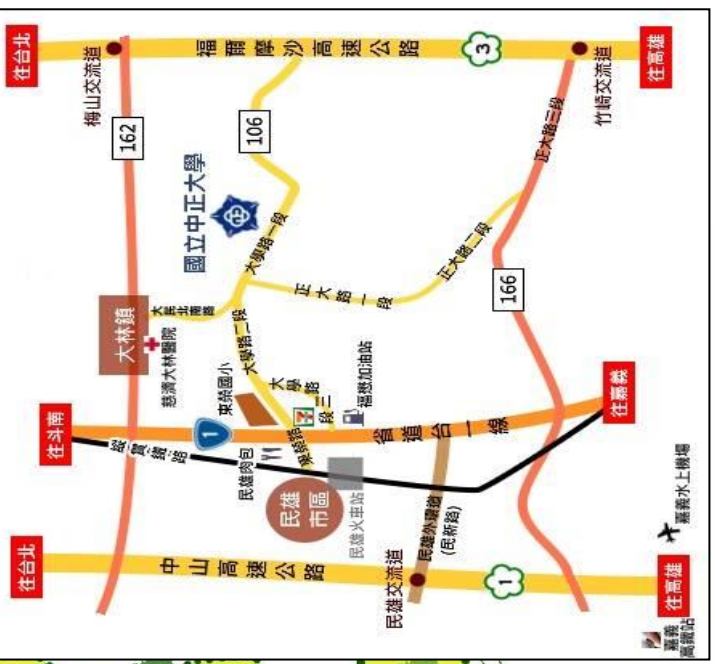 往台北
福爾摩沙高速公路
3
往高雄
梅山交流道
竹崎交流道
162
106
正大路三段
國立中正大學
大學路一段
正大路二段
正大路一段
166
大林鎮
大民北南路
慈濟大林醫院
大學路二段
東榮國小
大學路三段
福懋加油站
7
往斗南
1
省道台一線
往嘉義
縱貫鐵路
民雄肉包
東榮路
民雄市區
民雄火車站
民雄外環道
(民新路)
嘉義水上機場
往台北
中山高速公路
民雄交流道
1
往高雄
嘉義
高鐵站